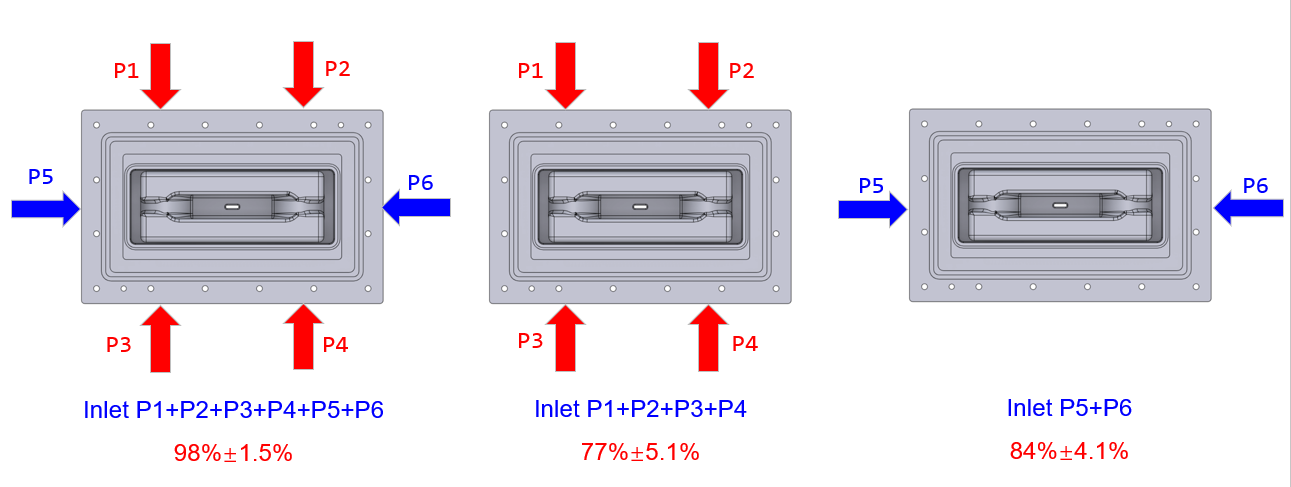 P1
P2
P5
P6
P3
P4
Inlet P1+P2+P3+P4+P5+P6
98%±1.5%
P1
P2
P3
P4
Inlet P1+P2+P3+P4
77%±5.1%
P5
P6
Inlet P5+P6
84%±4.1%